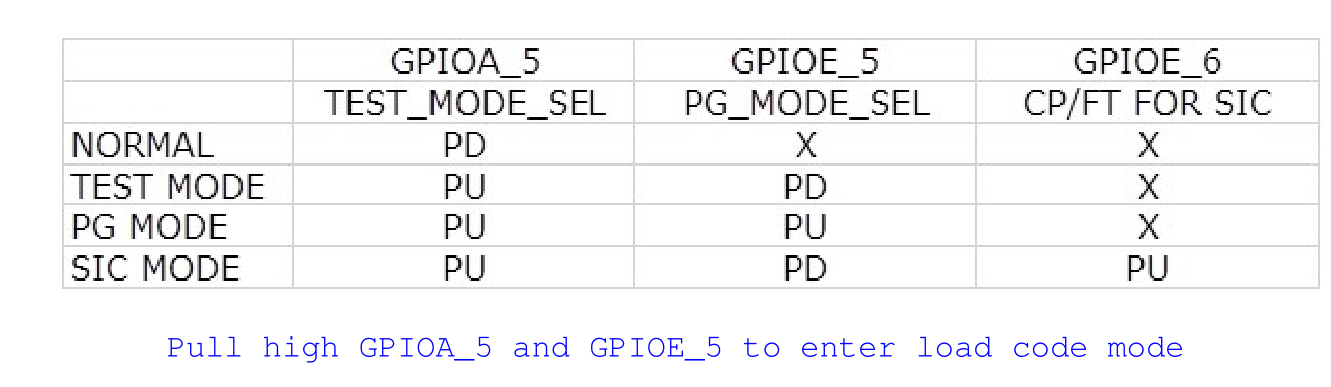 GPIOA_5 GPIOE_5 GPIOE_6
TEST_MODE_SEL PG_MODE_SEL CP/FT FOR SIC
NORMAL PD X X
TEST MODE PU PD X
PG MODE PU PU X
SIC MODE PU PD PU
Pull high GPIOA_5 and GPIOE_5 to enter load code mode